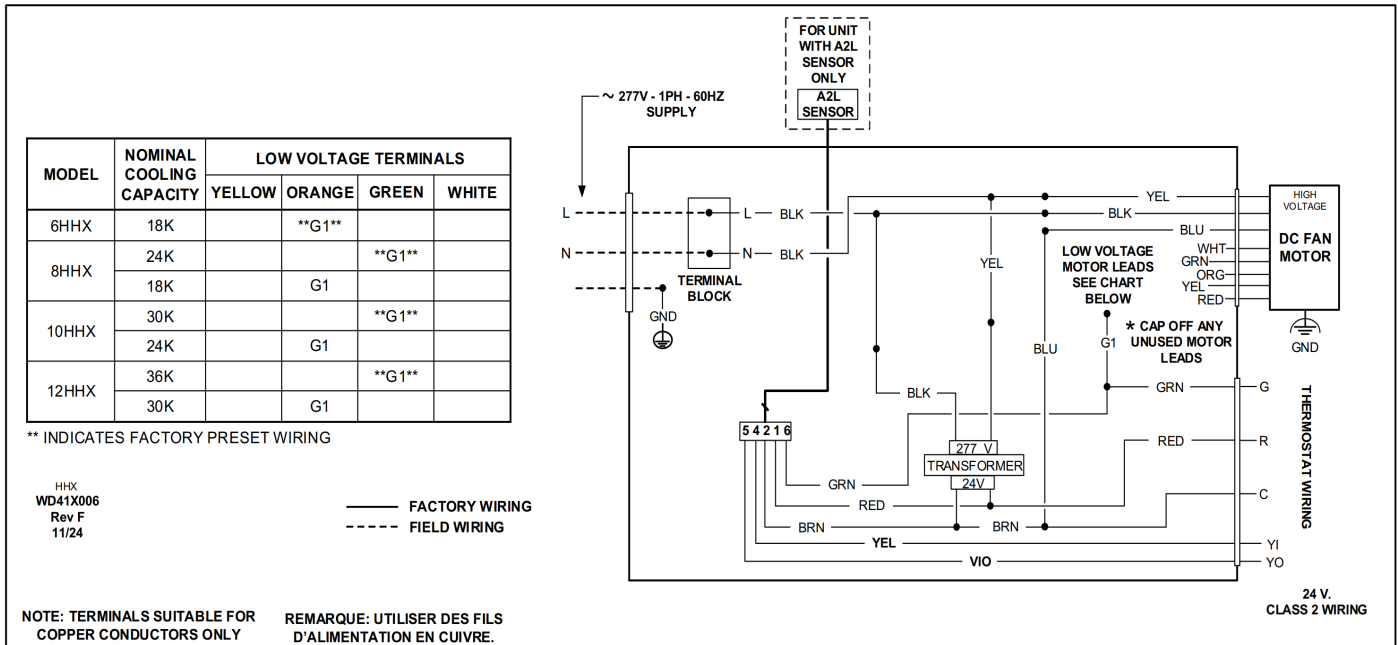 MODEL NOMINAL COOLING CAPACITY LOW VOLTAGE TERMINALS
YELLOW ORANGE GREEN WHITE
6HHX 18K **G1**
8HHX 24K **G1**
18K G1
10HHX 30K **G1**
24K G1
12HHX 36K **G1**
30K G1
** INDICATES FACTORY PRESET WIRING
HHX
WD41X006
Rev F
11/24
FACTORY WIRING
FIELD WIRING
NOTE: TERMINALS SUITABLE FOR
COPPER CONDUCTORS ONLY
REMARQUE: UTILISER DES FILS
D'ALIMENTATION EN CUIVRE.
FOR UNIT
WITH A2L
SENSOR
ONLY
A2L
SENSOR
~ 277V - 1PH - 60HZ
SUPPLY
L
L
BLK
N
N
BLK
TERMINAL
BLOCK
GND
YEL
BLK
BLU
WHT
GRN
ORG
YEL
RED
HIGH
VOLTAGE
DC FAN
MOTOR
GND
YEL
BLU
LOW VOLTAGE
MOTOR LEADS
SEE CHART
BELOW
G1
* CAP OFF ANY
UNUSED MOTOR
LEADS
BLK
5 4 2 1 6
277 V
TRANSFORMER
24V
GRN
RED
BRN
BRN
YEL
VIO
GRN
G
RED
R
C
YI
YO
THERMOSTAT WIRING
24 V.
CLASS 2 WIRING